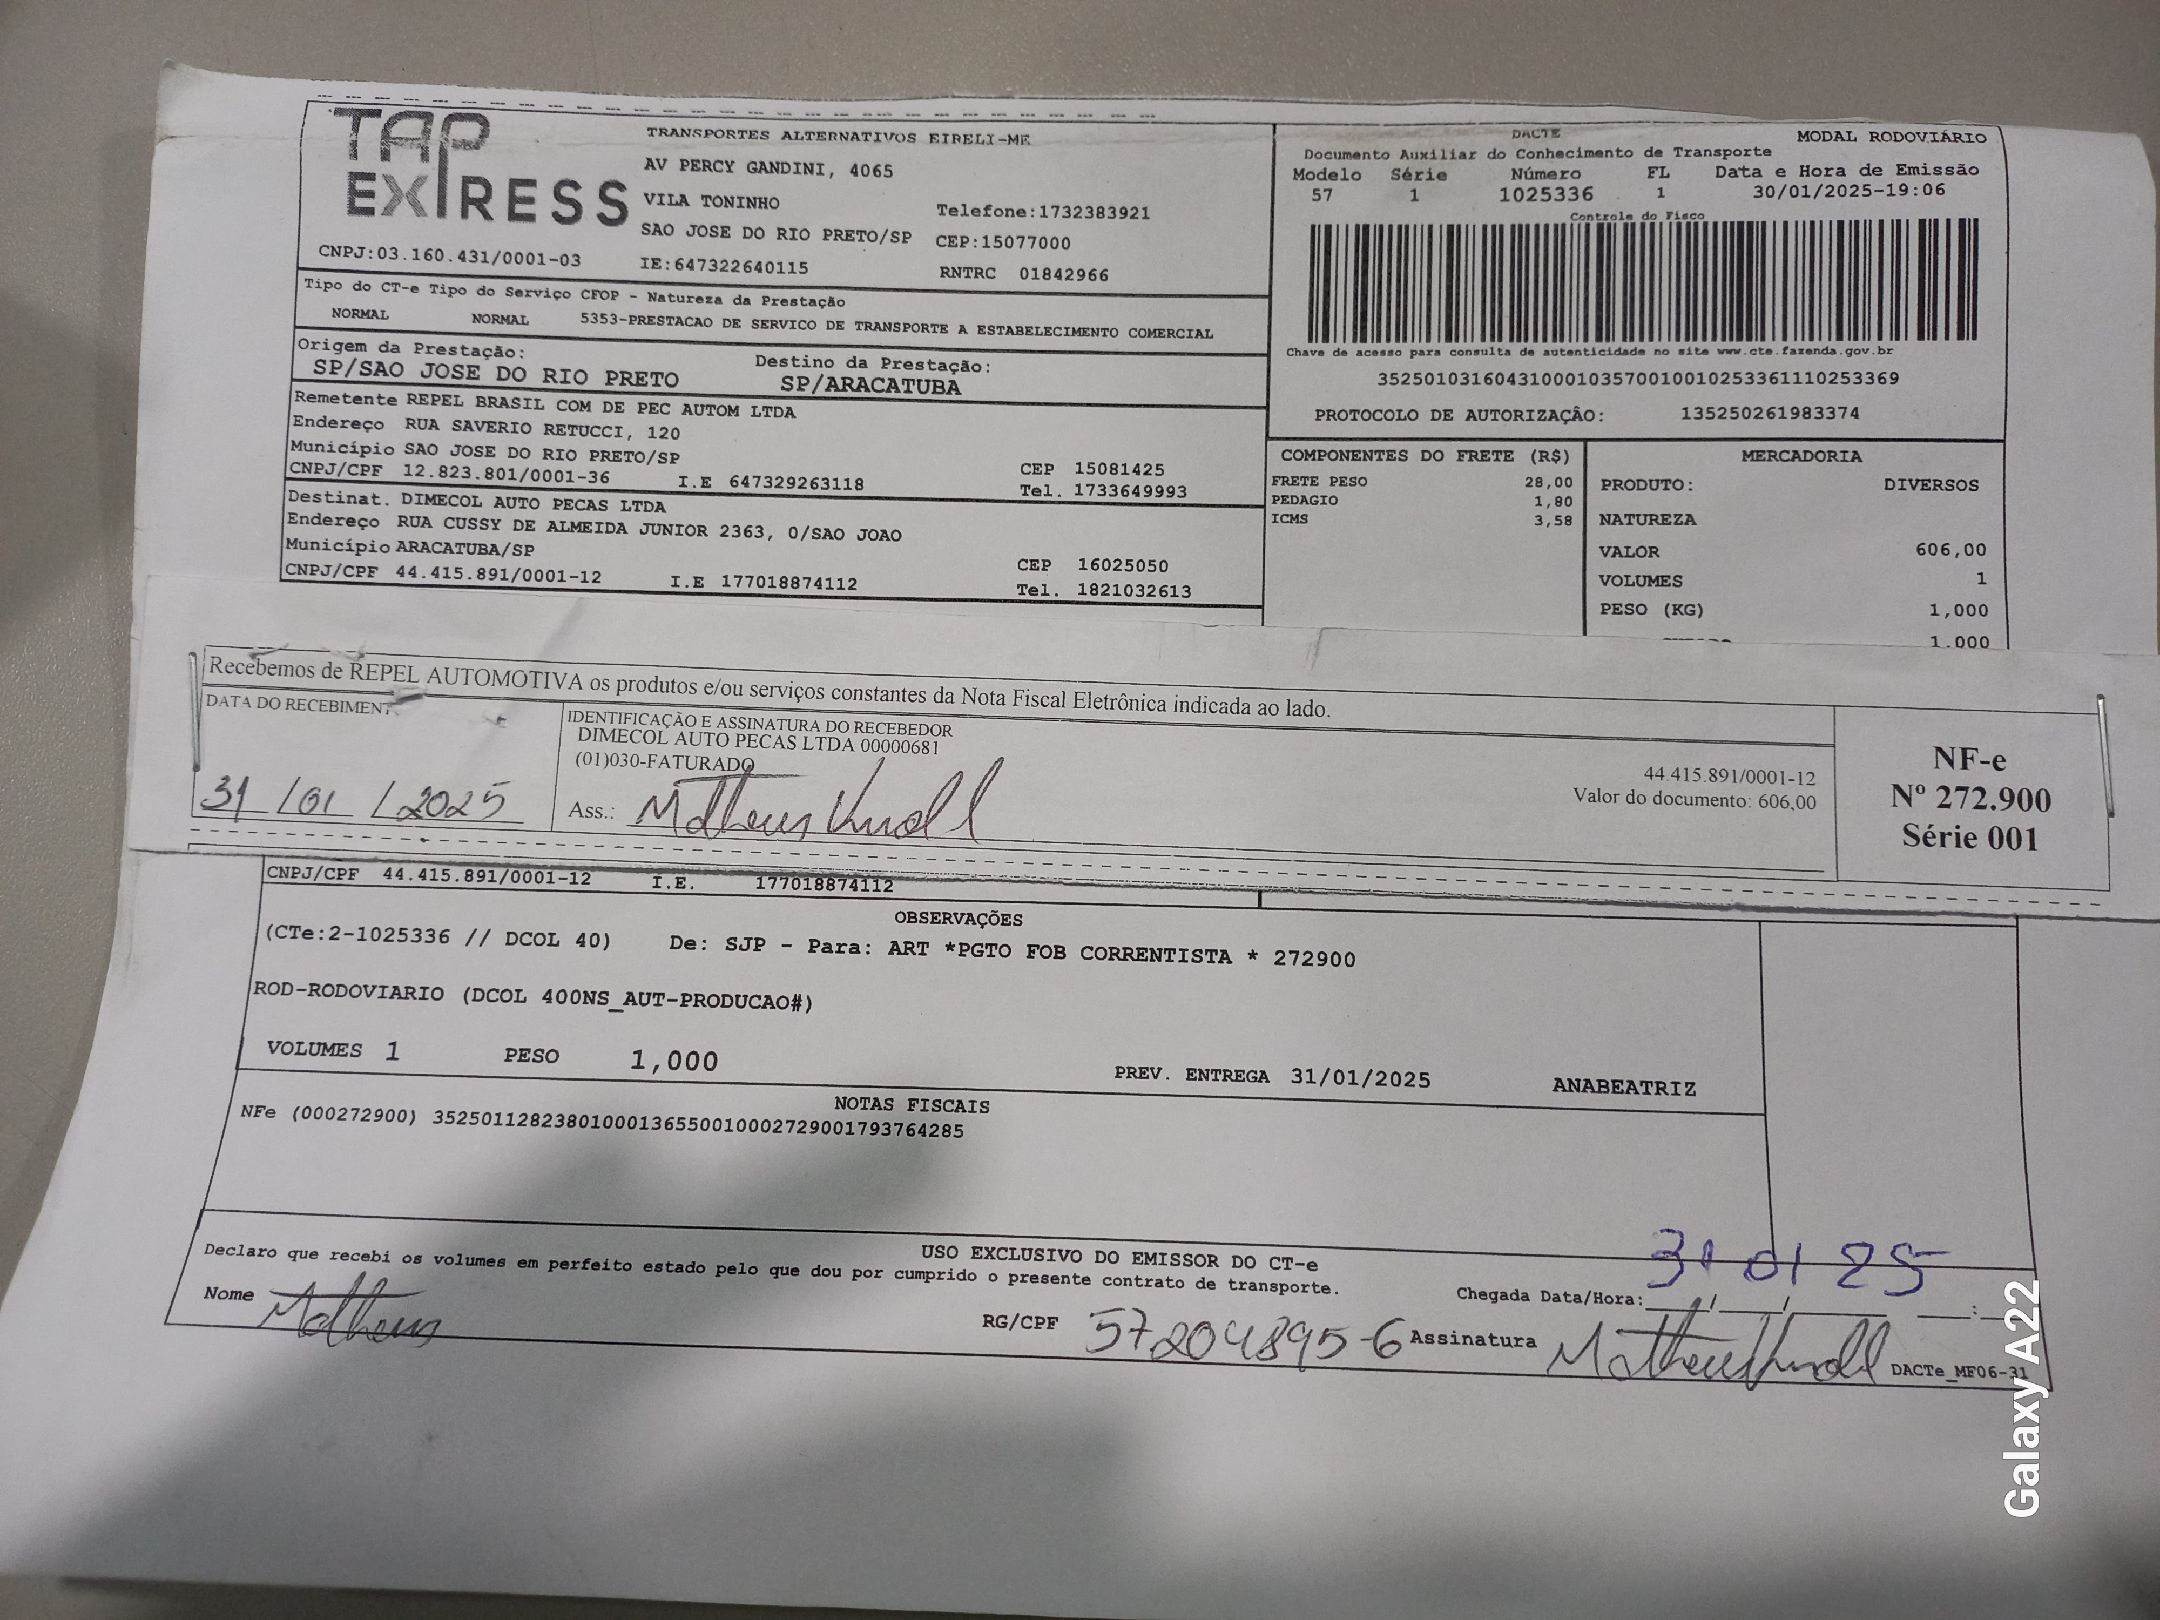 TAP EXPRESS
TRANSPORTES ALTERNATIVOS EIRELI-ME
AV PERCY GANDINI, 4065
VILA TONINHO Telefone:1732383921
SAO JOSE DO RIO PRETO/SP CEP:15077000
CNPJ:03.160.431/0001-03 IE:647322640115 RNTRC 01842966
DACTE MODAL RODOVIÁRIO
Documento Auxiliar do Conhecimento de Transporte
Modelo Série Número FL Data e Hora de Emissão
57 1 1025336 1 30/01/2025-19:06
Controle do Fisco
Chave de acesso para consulta de autenticidade no site www.cte.fazenda.gov.br
35250103160431000103570010010253361110253369
PROTOCOLO DE AUTORIZAÇÃO: 135250261983374
Tipo do CT-e Tipo do Serviço CFOP - Natureza da Prestação
NORMAL NORMAL 5353-PRESTACAO DE SERVICO DE TRANSPORTE A ESTABELECIMENTO COMERCIAL
Origem da Prestação: Destino da Prestação:
SP/SAO JOSE DO RIO PRETO SP/ARACATUBA
Remetente REPEL BRASIL COM DE PEC AUTOM LTDA
Endereço RUA SAVERIO RETUCCI, 120
Município SAO JOSE DO RIO PRETO/SP CEP 15081425
CNPJ/CPF 12.823.801/0001-36 I.E 647329263118 Tel. 1733649993
Destinat. DIMECOL AUTO PECAS LTDA
Endereço RUA CUSSY DE ALMEIDA JUNIOR 2363, 0/SAO JOAO
Município ARACATUBA/SP CEP 16025050
CNPJ/CPF 44.415.891/0001-12 I.E 177018874112 Tel. 1821032613
COMPONENTES DO FRETE (R$)
FRETE PESO 28,00
PEDAGIO 1,80
ICMS 3,58
MERCADORIA
PRODUTO: DIVERSOS
NATUREZA
VALOR 606,00
VOLUMES 1
PESO (KG) 1,000
1.000
Recebemos de REPEL AUTOMOTIVA os produtos e/ou serviços constantes da Nota Fiscal Eletrônica indicada ao lado.
DATA DO RECEBIMENT
31/01/2025
IDENTIFICAÇÃO E ASSINATURA DO RECEBEDOR
DIMECOL AUTO PECAS LTDA 00000681
(01)030-FATURADO
Ass.: Matheus Knoll
44.415.891/0001-12
Valor do documento: 606,00
NF-e
Nº 272.900
Série 001
CNPJ/CPF 44.415.891/0001-12 I.E. 177018874112
OBSERVAÇÕES
(CTe:2-1025336 // DCOL 40) De: SJP - Para: ART *PGTO FOB CORRENTISTA * 272900
ROD-RODOVIARIO (DCOL 400NS_AUT-PRODUCAO#)
VOLUMES 1 PESO 1,000
PREV. ENTREGA 31/01/2025 ANABEATRIZ
NOTAS FISCAIS
NFe (000272900) 35250112823801000136550010002729001793764285
USO EXCLUSIVO DO EMISSOR DO CT-e
Declaro que recebi os volumes em perfeito estado pelo que dou por cumprido o presente contrato de transporte.
Nome Matheus
RG/CPF 57204895-6
Chegada Data/Hora: 31 01 25
Assinatura Matheus Knoll
DACTe_MF06-31
Galaxy A22